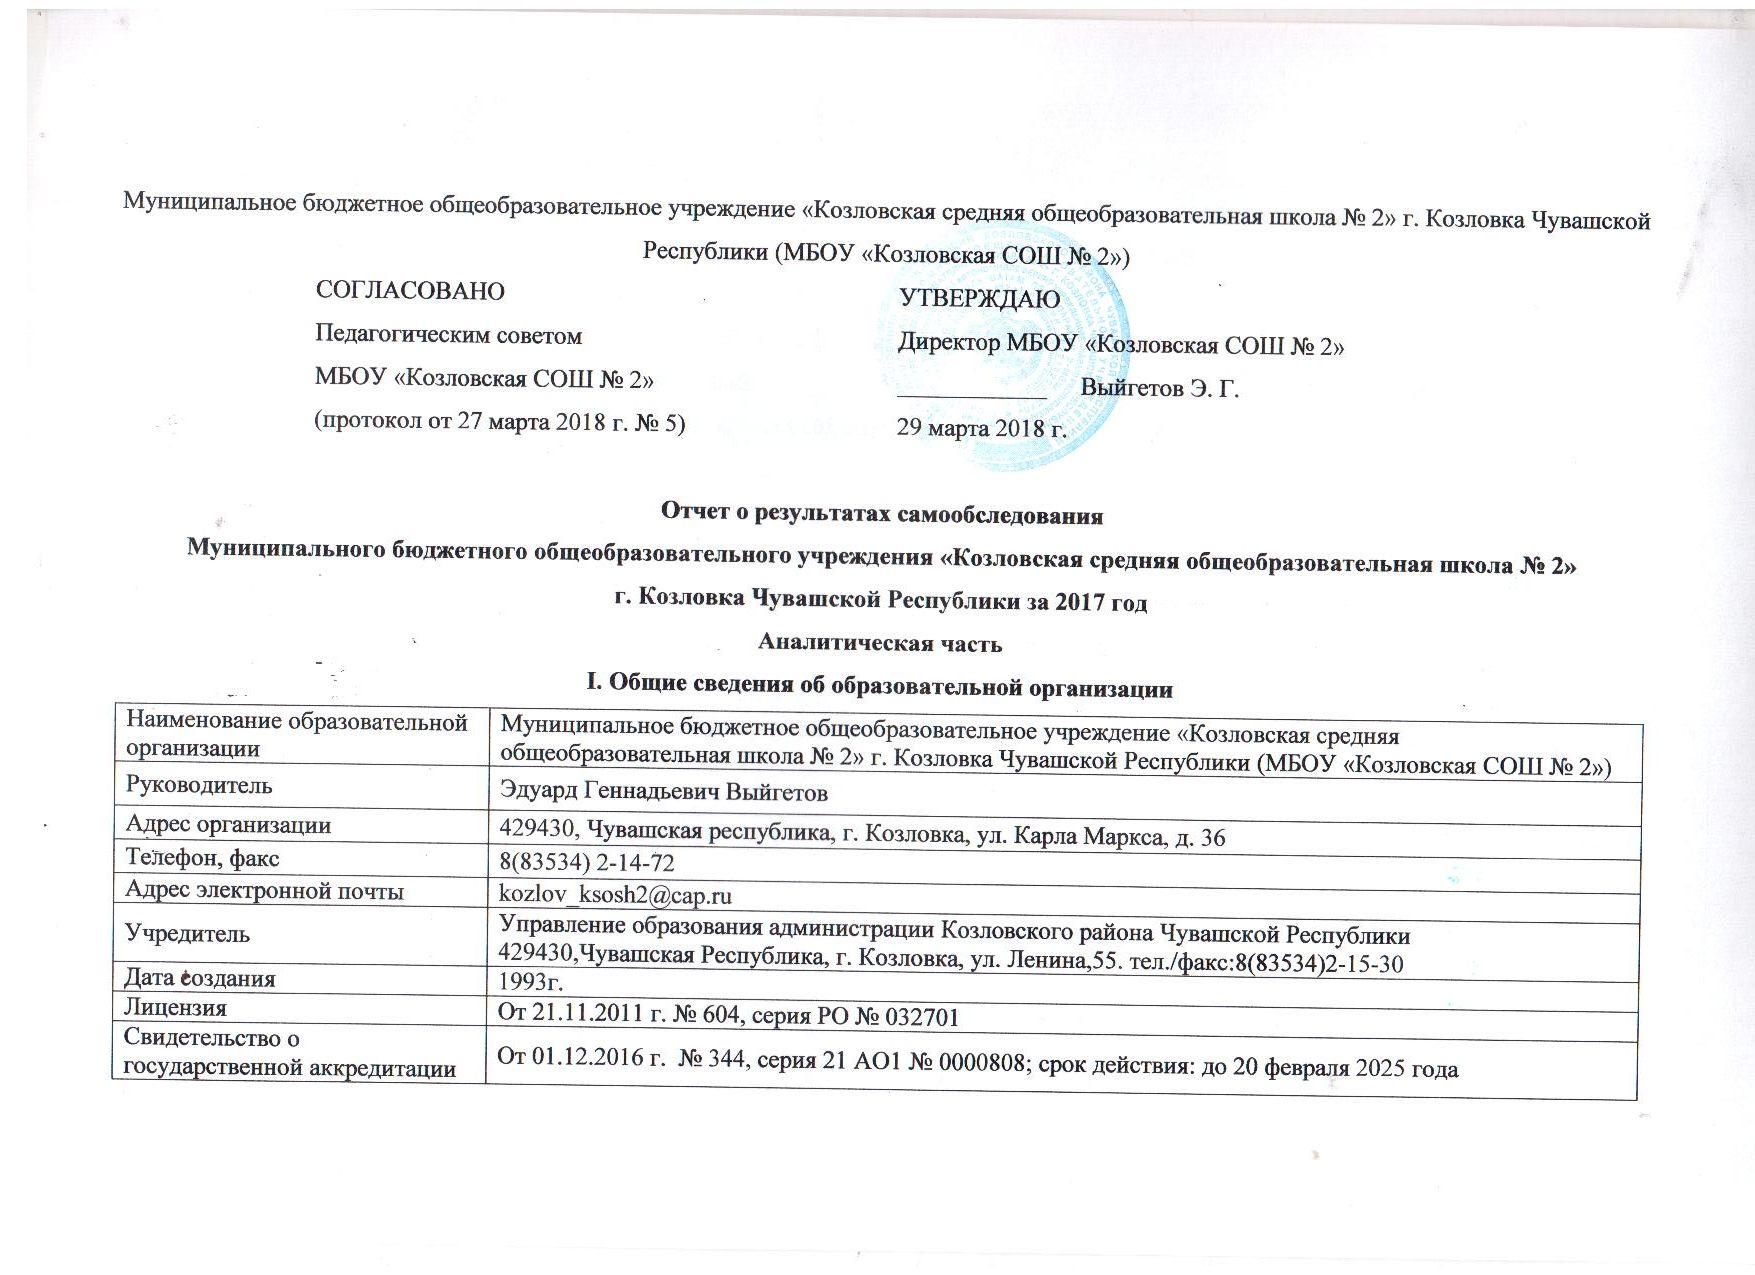 Муниципальное бюджетное общеобразовательное учреждение «Козловская средняя общеобразовательная школа № 2» г. Козловка Чувашской
Республики (МБОУ «Козловская СОШ № 2»)
СОГЛАСОВАНО
Педагогическим советом
МБОУ «Козловская СОШ № 2»
(протокол от 27 марта 2018 г. № 5)
УТВЕРЖДАЮ
Директор МБОУ «Козловская СОШ № 2»
____________ Выйгетов Э. Г.
29 марта 2018 г.
Отчет о результатах самообследования
Муниципального бюджетного общеобразовательного учреждения «Козловская средняя общеобразовательная школа № 2»
г. Козловка Чувашской Республики за 2017 год
Аналитическая часть
I. Общие сведения об образовательной организации
Наименование образовательной
организации
Муниципальное бюджетное общеобразовательное учреждение «Козловская средняя
общеобразовательная школа № 2» г. Козловка Чувашской Республики (МБОУ «Козловская СОШ № 2»)
Руководитель
Эдуард Геннадьевич Выйгетов
Адрес организации
429430, Чувашская республика, г. Козловка, ул. Карла Маркса, д. 36
Телефон, факс
8(83534) 2-14-72
Адрес электронной почты
kozlov_ksosh2@cap.ru
Учредитель
Управление образования администрации Козловского района Чувашской Республики
429430,Чувашская Республика, г. Козловка, ул. Ленина,55. тел./факс:8(83534)2-15-30
Дата создания
1993г.
Лицензия
От 21.11.2011 г. № 604, серия РО № 032701
Свидетельство о
государственной аккредитации
От 01.12.2016 г. № 344, серия 21 АО1 № 0000808; срок действия: до 20 февраля 2025 года